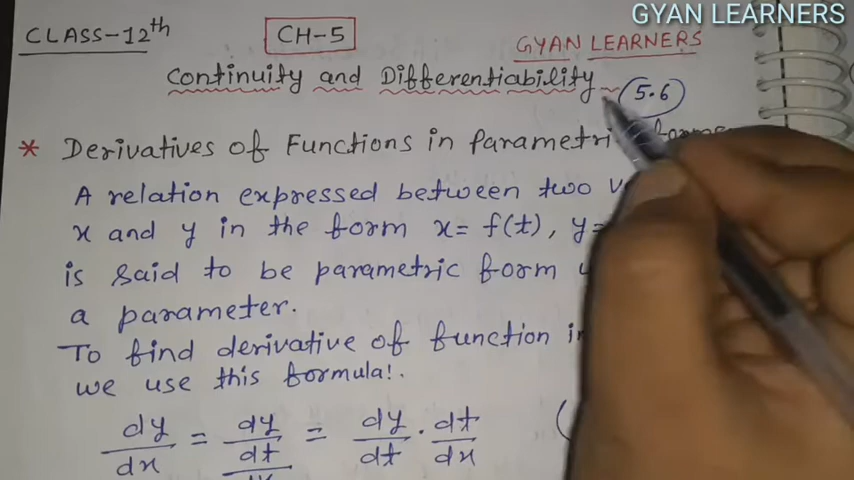 GYAN LEARNERS
CLASS-12th
CH-5
GYAN LEARNERS
Continuity and Differentiability ~ 5.6
* Derivatives of Functions in Parametri forms
A relation expressed between two
x and y in the form x= f(t), y=
is said to be parametric form
a parameter.
To find derivative of function in
we use this formula!.
dy/dx = dy/dt = dy/dt . dt/dx